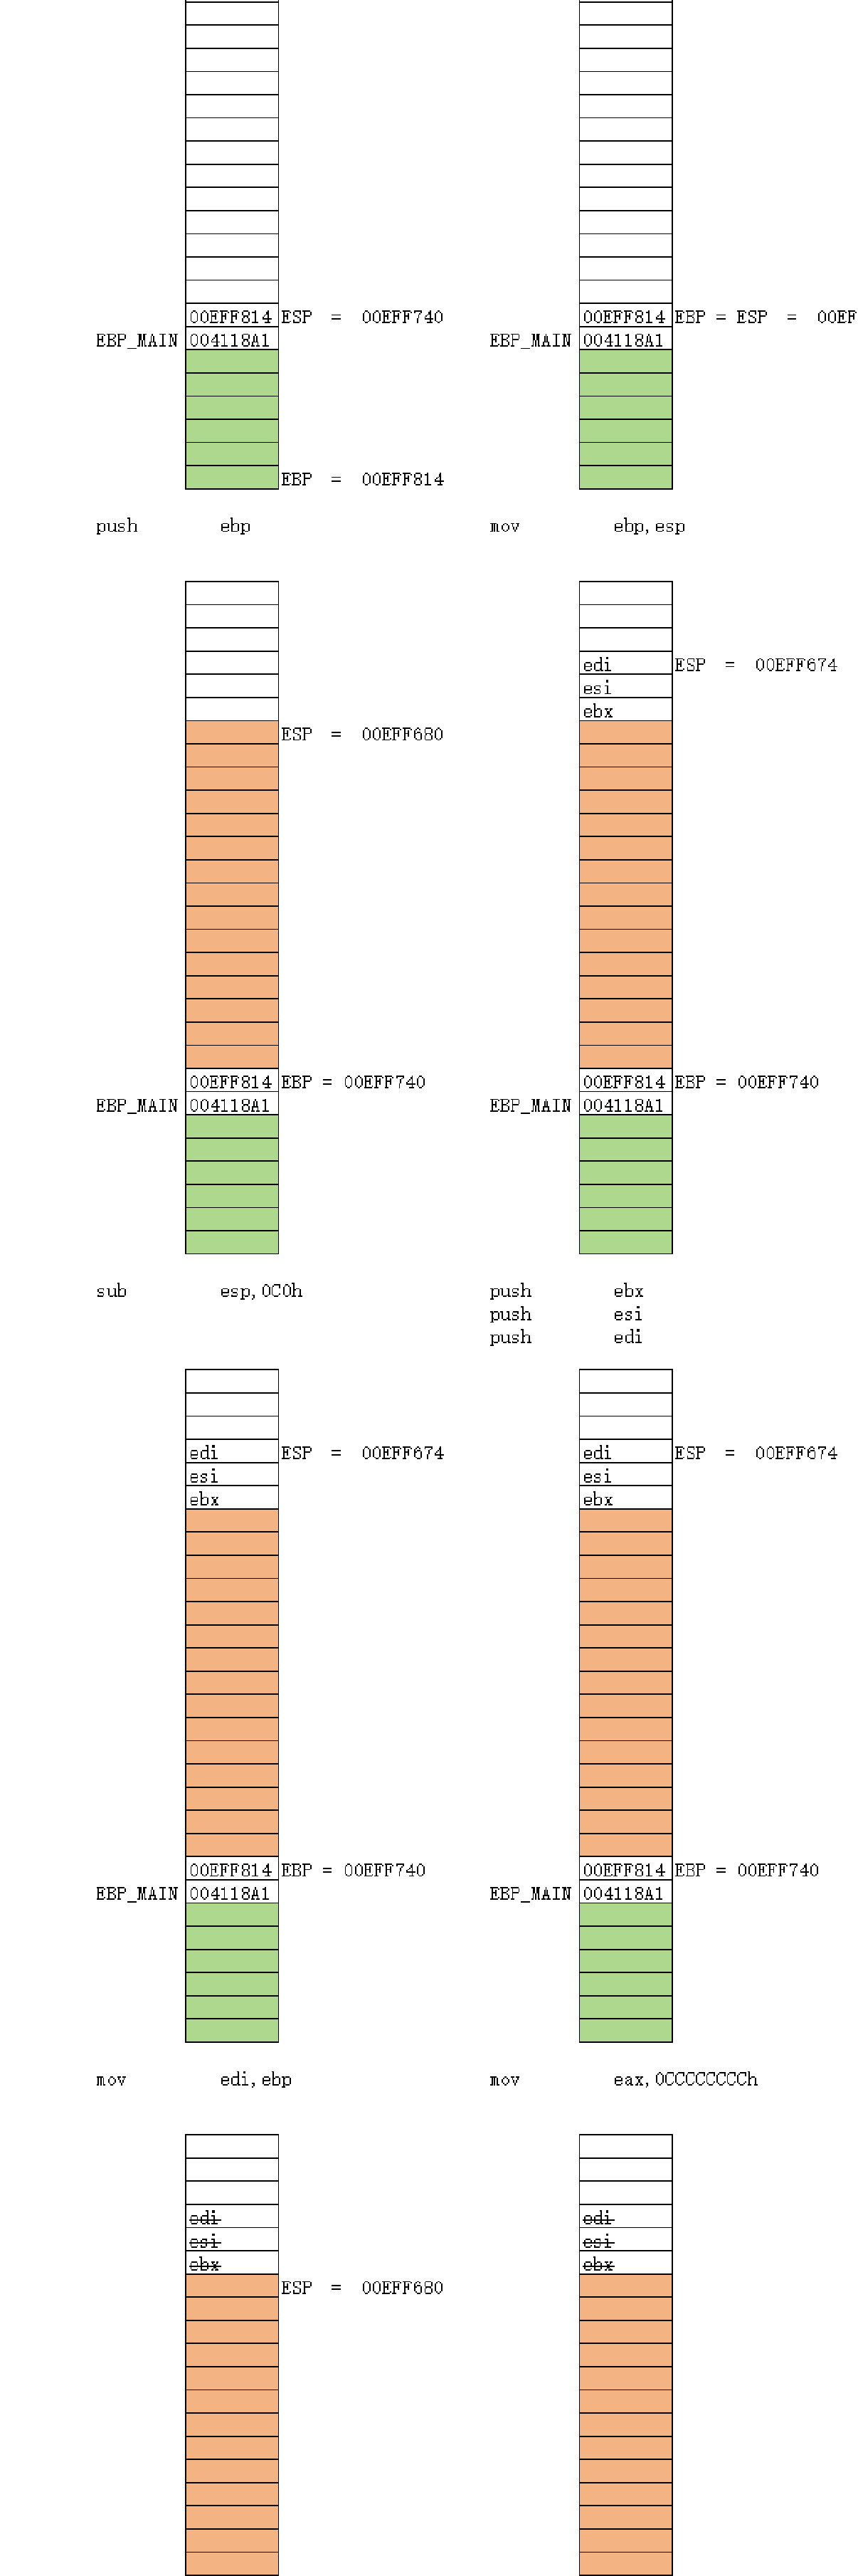 00EFF814 ESP = 00EFF740
EBP_MAIN 004118A1
EBP = 00EFF814
push ebp
00EFF814 EBP = ESP = 00EF
EBP_MAIN 004118A1
mov ebp,esp
ESP = 00EFF680
00EFF814 EBP = 00EFF740
EBP_MAIN 004118A1
sub esp,0C0h
edi ESP = 00EFF674
esi
ebx
00EFF814 EBP = 00EFF740
EBP_MAIN 004118A1
push ebx
push esi
push edi
edi ESP = 00EFF674
esi
ebx
00EFF814 EBP = 00EFF740
EBP_MAIN 004118A1
mov edi,ebp
edi ESP = 00EFF674
esi
ebx
00EFF814 EBP = 00EFF740
EBP_MAIN 004118A1
mov eax,0CCCCCCCCh
edi
esi
ebx
ESP = 00EFF680
edi
esi
ebx